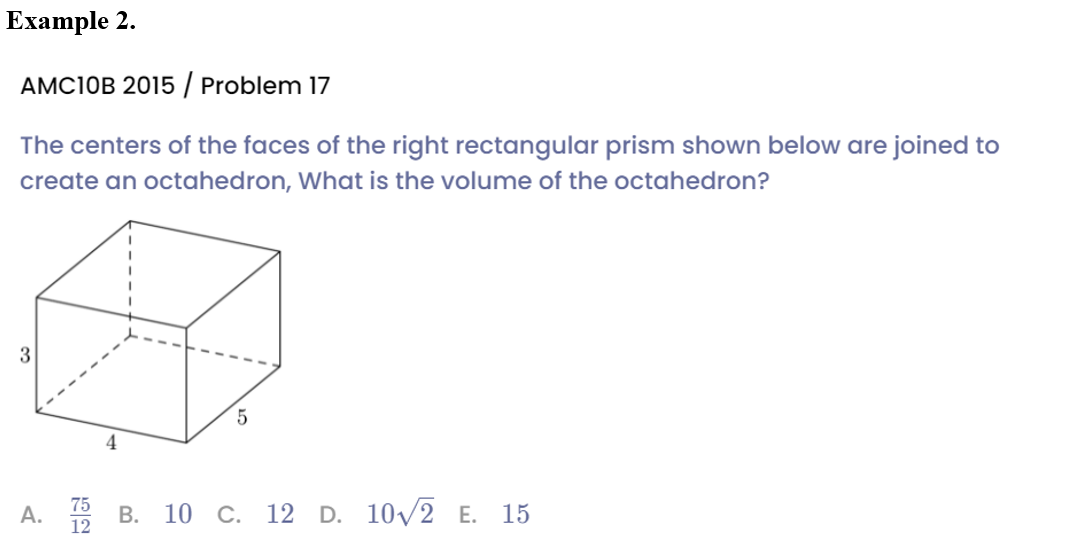 Example 2.
AMC10B 2015 / Problem 17
The centers of the faces of the right rectangular prism shown below are joined to
create an octahedron, What is the volume of the octahedron?
3
5
4
A. 75/12 B. 10 C. 12 D. 10√2 E. 15